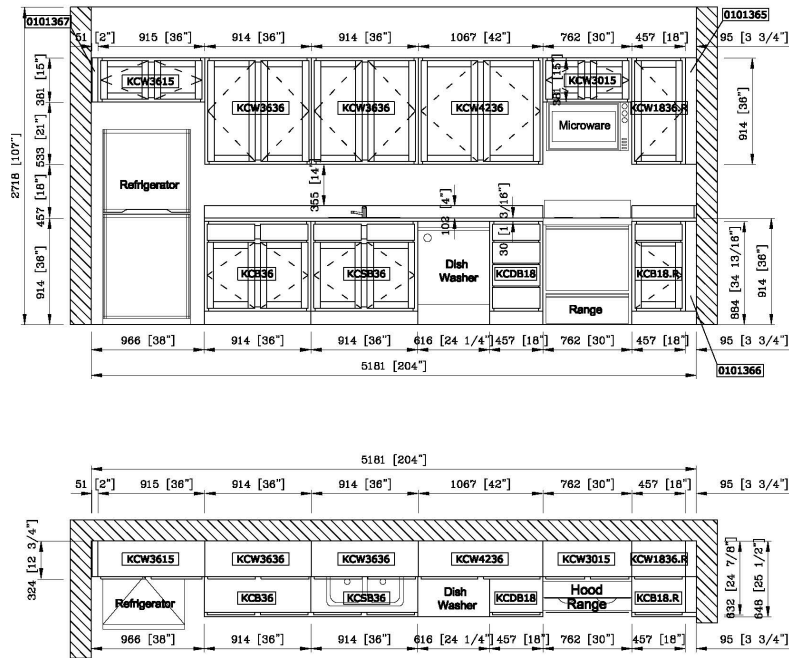 0101367
0101365
51 [2"] 915 [36"] 914 [36"] 914 [36"] 1067 [42"] 762 [30"] 457 [18"] 95 [3 3/4"]
2718 [107"]
381 [15"]
533 [21"]
457 [18"]
914 [36"]
KCW3615
KCW3636
KCW3636
KCW4236
381 [15"]
KCW3015
KCW1836.R
914 [36"]
Microware
Refrigerator
355 [14"]
102 [4"]
30 [1 3/16"]
KCB36
KCSB36
Dish
Washer
KCDB18
Range
KCB18.R
884 [34 13/16"]
914 [36"]
966 [38"] 914 [36"] 914 [36"] 616 [24 1/4"] 457 [18"] 762 [30"] 457 [18"] 95 [3 3/4"]
5181 [204"]
0101366
5181 [204"]
51 [2"] 915 [36"] 914 [36"] 914 [36"] 1067 [42"] 762 [30"] 457 [18"] 95 [3 3/4"]
324 [12 3/4"]
KCW3615 KCW3636 KCW3636 KCW4236 KCW3015 KCW1836.R
Refrigerator
KCB36
KCSB36
Dish
Washer
KCDB18
Hood
Range
KCB18.R
632 [24 7/8"]
648 [25 1/2"]
966 [38"] 914 [36"] 914 [36"] 616 [24 1/4"] 457 [18"] 762 [30"] 457 [18"] 95 [3 3/4"]